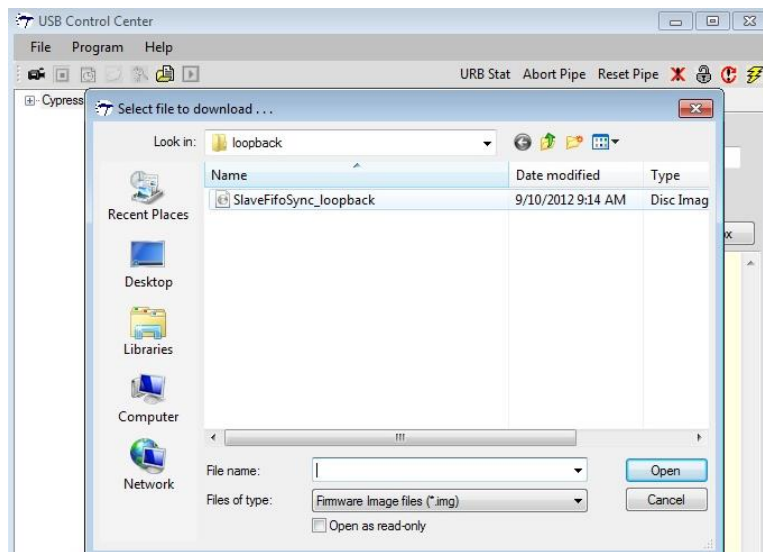 USB Control Center
File Program Help
URB Stat Abort Pipe Reset Pipe
Cypress
Select file to download . . .
Look in: loopback
Name Date modified Type
SlaveFifoSync_loopback 9/10/2012 9:14 AM Disc Imag
Recent Places
Desktop
Libraries
Computer
Network
File name: Open
Files of type: Firmware Image files (*.img) Cancel
Open as read-only